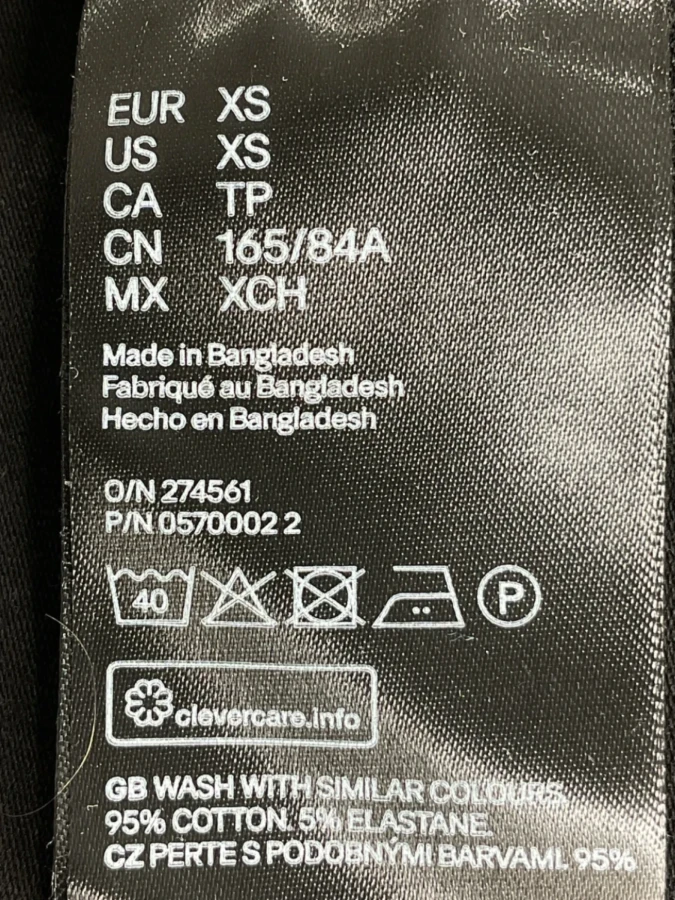 EUR XS
US XS
CA TP
CN 165/84A
MX XCH
Made in Bangladesh
Fabriqué au Bangladesh
Hecho en Bangladesh
O/N 274561
P/N 0570002 2
40 P
clevercare.info
GB WASH WITH SIMILAR COLOURS.
95% COTTON. 5% ELASTANE.
CZ PERTE S PODOBNÝMI BARVAMI. 95%